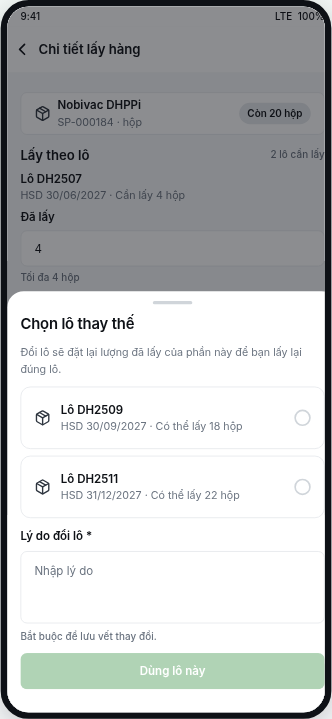 9:41
LTE 100%
Chi tiết lấy hàng
Nobivac DHPPi
SP-000184 · hộp
Còn 20 hộp
Lấy theo lô
2 lô cần lấy
Lô DH2507
HSD 30/06/2027 · Cần lấy 4 hộp
Đã lấy
4
Tối đa 4 hộp
Chọn lô thay thế
Đổi lô sẽ đặt lại lượng đã lấy của phần này để bạn lấy lại
đúng lô.
Lô DH2509
HSD 30/09/2027 · Có thể lấy 18 hộp
Lô DH2511
HSD 31/12/2027 · Có thể lấy 22 hộp
Lý do đổi lô *
Nhập lý do
Bắt buộc để lưu vết thay đổi.
Dùng lô này